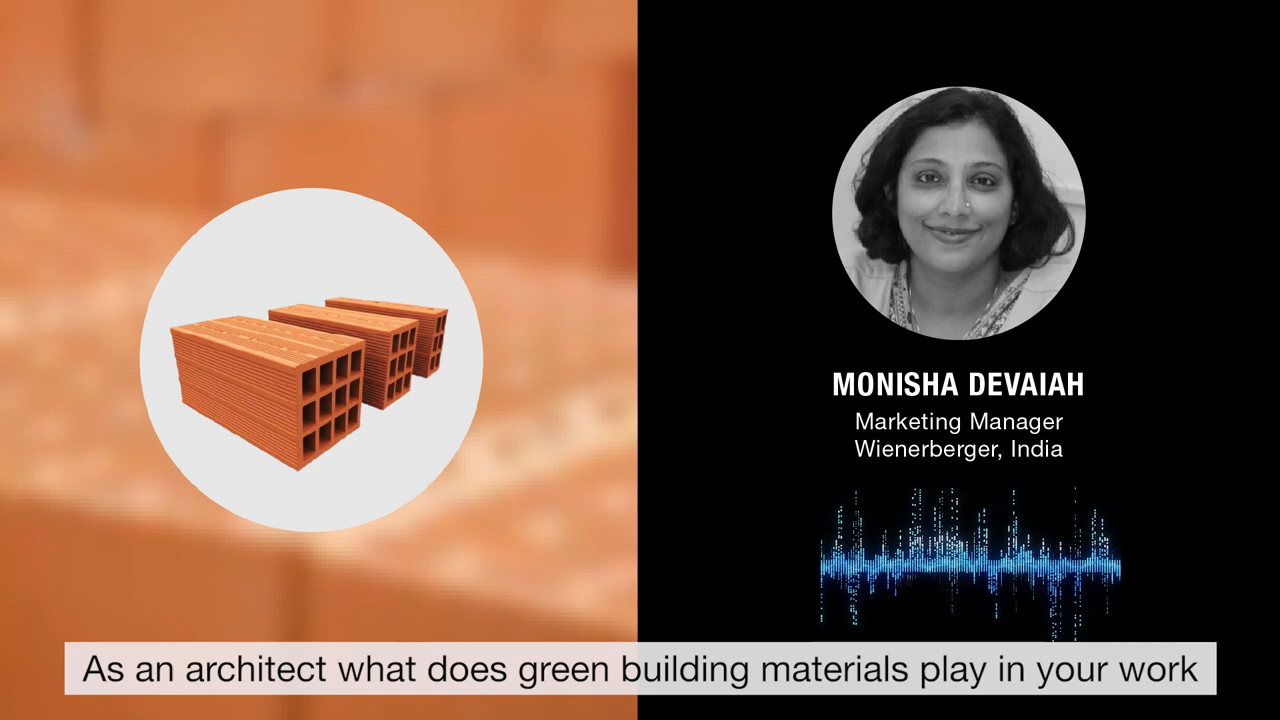 MONISHA DEVAIAH
Marketing Manager
Wienerberger, India
As an architect what does green building materials play in your work